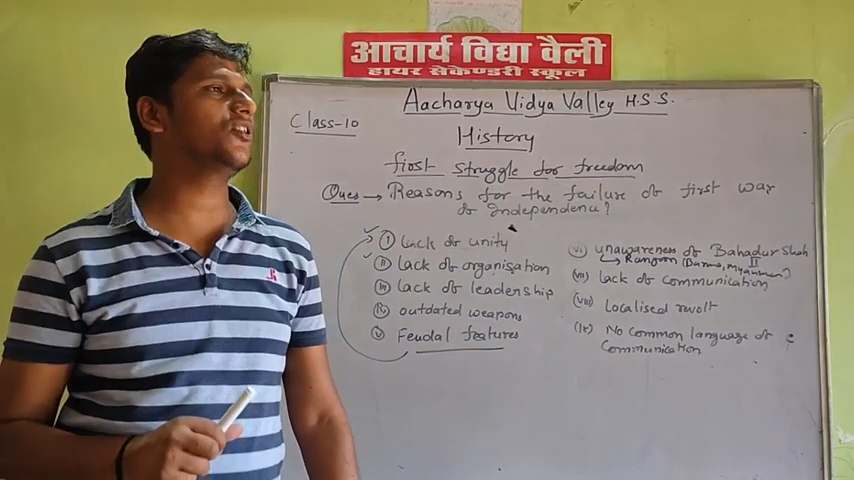 आचार्य विद्या वैली
हायर सेकेण्डरी स्कूल
Aacharya Vidya Valley H.S.S.
Class-10
History
first struggle for freedom
Ques → Reasons for the failure of first war
of Independence?
(i) lack of unity
(ii) lack of organisation
(iii) lack of leadership
(iv) outdated weapons
(v) Feudal features
(vi) unawareness of Bahadur Shah II
↳ Rangoon (Burma, Myanmar)
(vii) lack of communication
(viii) localised revolt
(ix) No common language of
communication